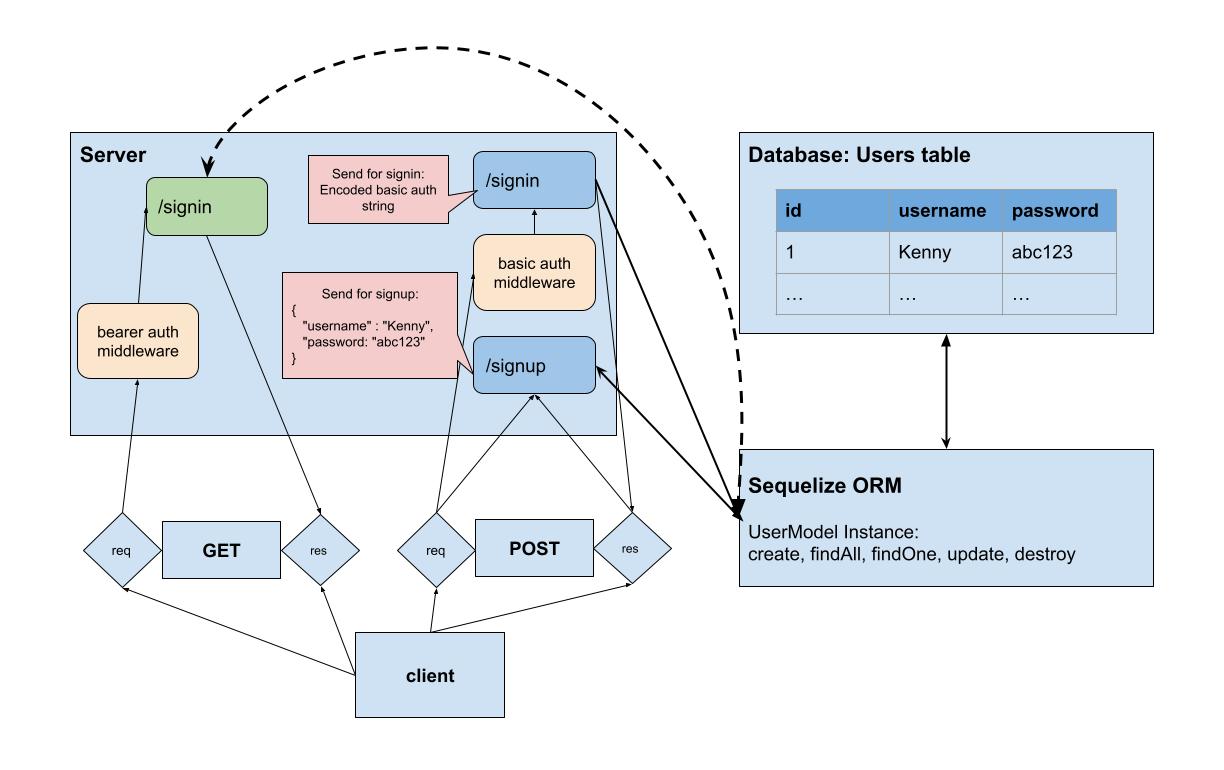 Server
/signin
bearer auth
middleware
Send for signin:
Encoded basic auth
string
/signin
basic auth
middleware
Send for signup:
{
"username" : "Kenny",
"password: "abc123"
}
/signup
Database: Users table
id username password
1 Kenny abc123
… … …
Sequelize ORM
UserModel Instance:
create, findAll, findOne, update, destroy
req GET res
req POST res
client